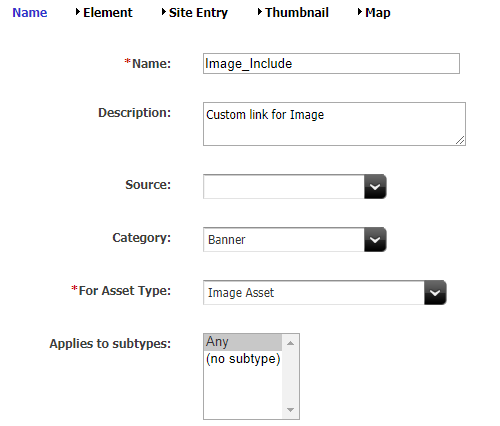 Name Element Site Entry Thumbnail Map
*Name: Image_Include
Description: Custom link for Image
Source:
Category: Banner
*For Asset Type: Image Asset
Applies to subtypes: Any
(no subtype)